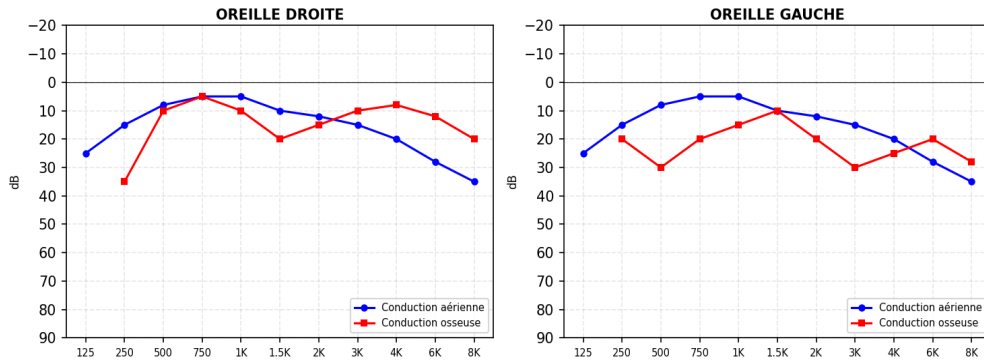 OREILLE DROITE
−20
−10
0
10
20
30
40
50
60
70
80
90
dB
125 250 500 750 1K 1.5K 2K 3K 4K 6K 8K
Conduction aérienne
Conduction osseuse
OREILLE GAUCHE
−20
−10
0
10
20
30
40
50
60
70
80
90
dB
125 250 500 750 1K 1.5K 2K 3K 4K 6K 8K
Conduction aérienne
Conduction osseuse